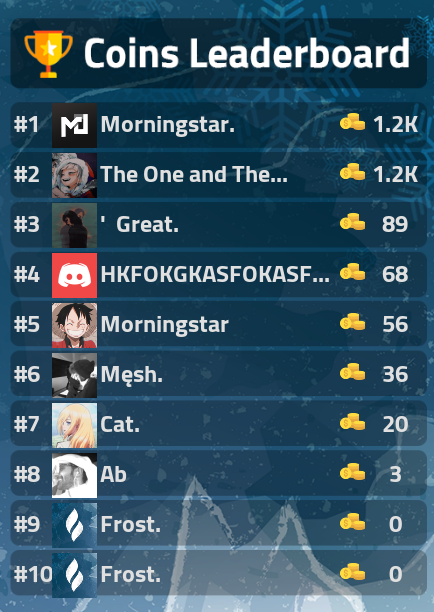 Coins Leaderboard
#1 Morningstar. 1.2K
#2 The One and The... 1.2K
#3 ' Great. 89
#4 HKFOKGKASFOKASF... 68
#5 Morningstar 56
#6 Męsh. 36
#7 Cat. 20
#8 Ab 3
#9 Frost. 0
#10 Frost. 0